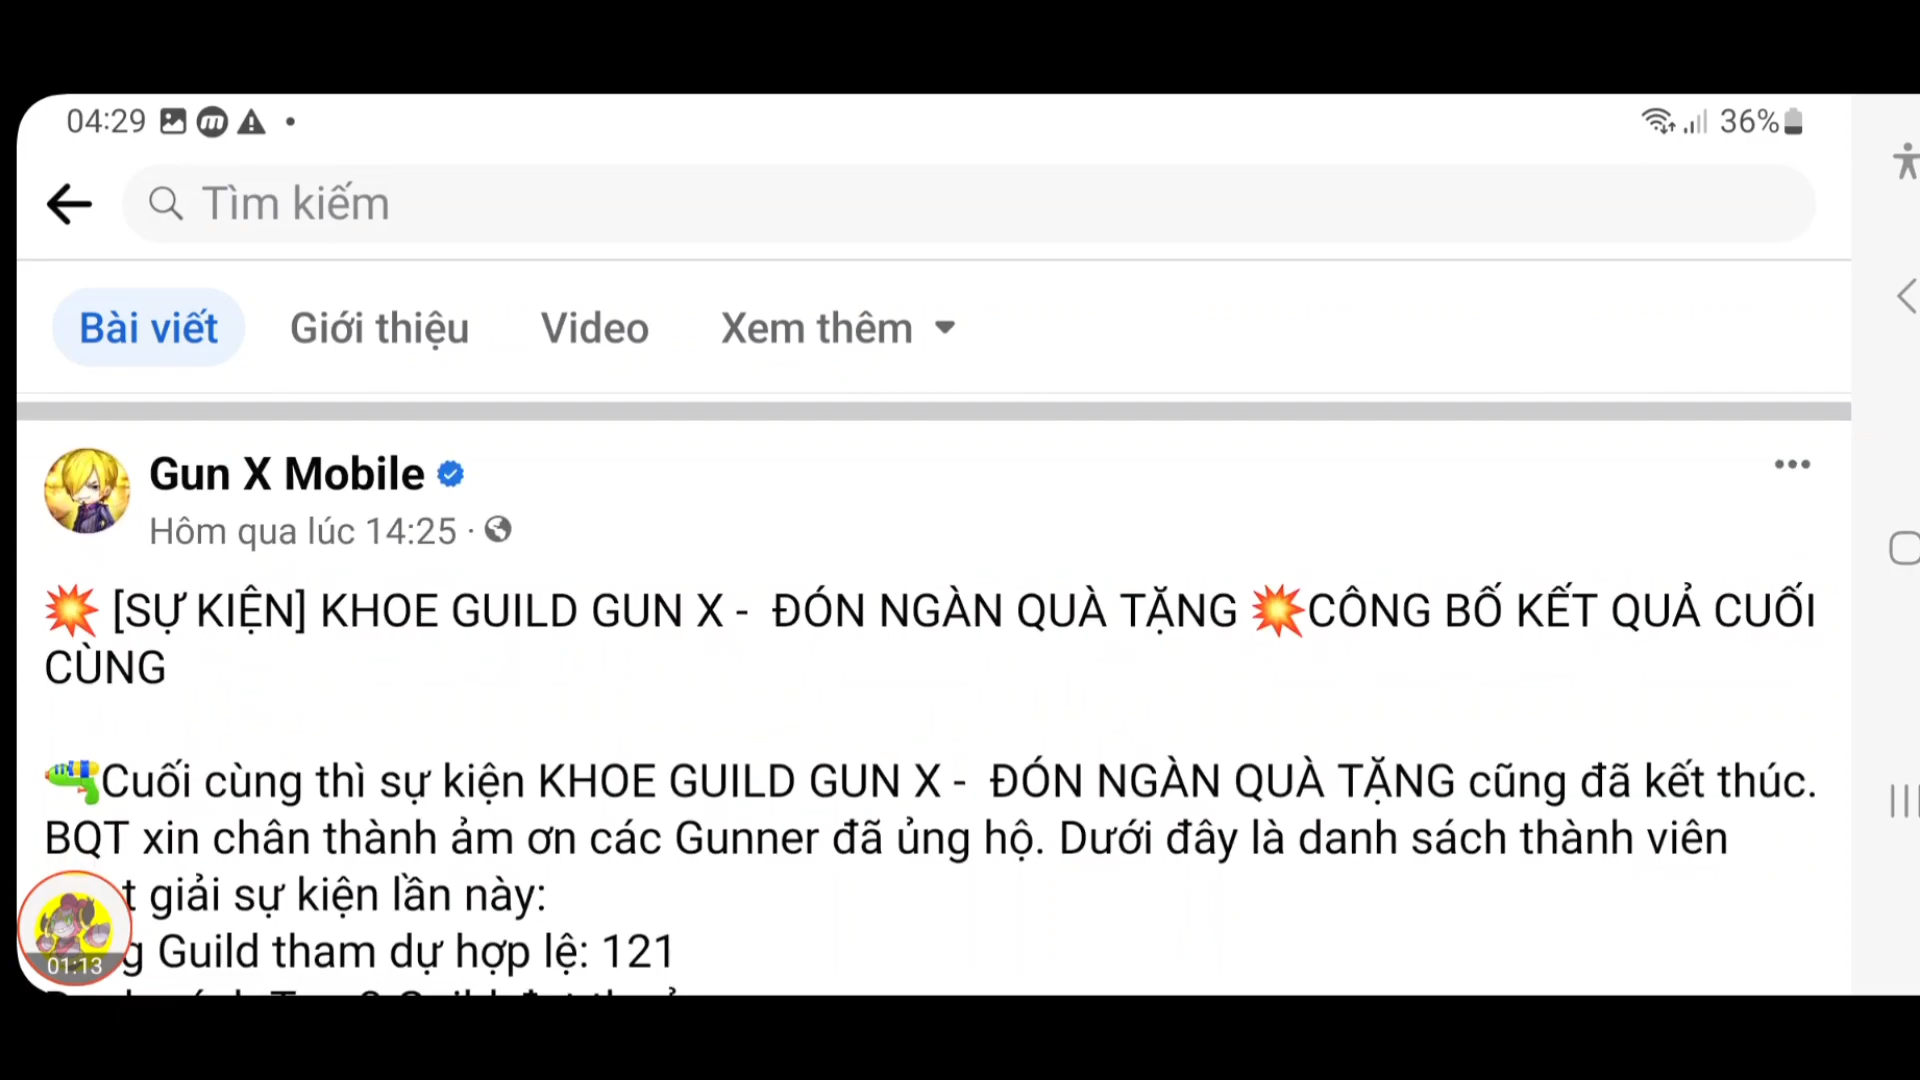 04:29 36%
Tìm kiếm
Bài viết Giới thiệu Video Xem thêm
Gun X Mobile
Hôm qua lúc 14:25 ·
💥 [SỰ KIỆN] KHOE GUILD GUN X - ĐÓN NGÀN QUÀ TẶNG 💥CÔNG BỐ KẾT QUẢ CUỐI
CÙNG
🔫Cuối cùng thì sự kiện KHOE GUILD GUN X - ĐÓN NGÀN QUÀ TẶNG cũng đã kết thúc.
BQT xin chân thành ảm ơn các Gunner đã ủng hộ. Dưới đây là danh sách thành viên
giải sự kiện lần này:
Guild tham dự hợp lệ: 121
01:13